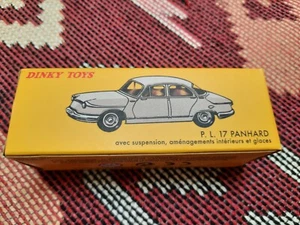 DINKY TOYS
P. L. 17 PANHARD
avec suspension, aménagements intérieurs et glaces